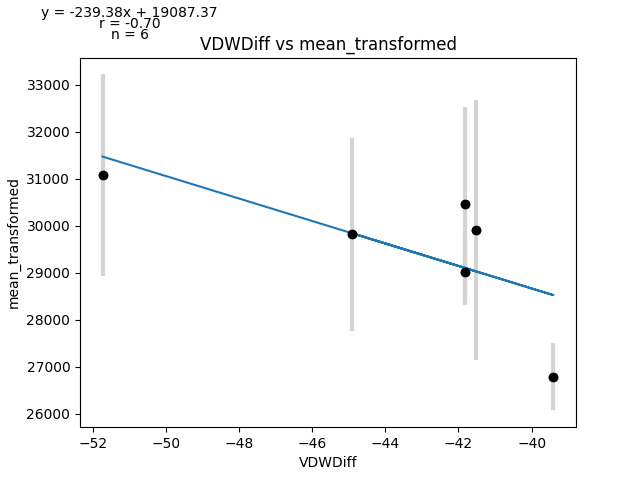 y = -239.38x + 19087.37
r = -0.70
n = 6
VDWDiff vs mean_transformed
33000
32000
31000
30000
29000
28000
27000
26000
mean_transformed
−52
−50
−48
−46
−44
−42
−40
VDWDiff